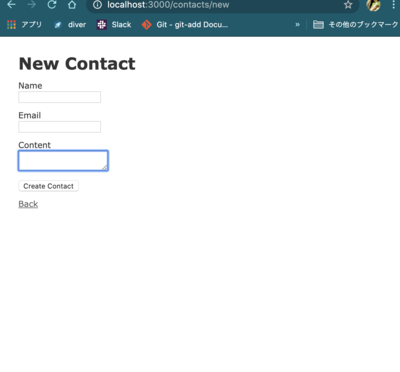 localhost:3000/contacts/new
アプリ diver Slack Git - git-add Docu... » その他のブックマーク
New Contact
Name
Email
Content
Create Contact
Back